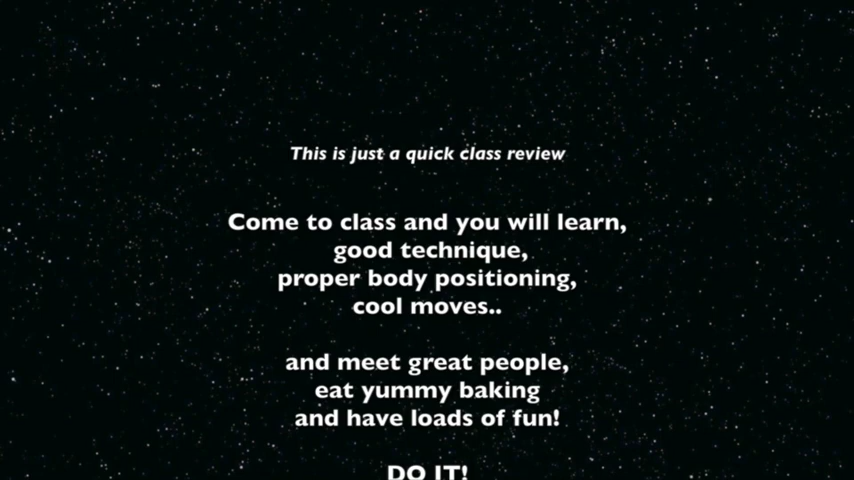 This is just a quick class review
Come to class and you will learn,
good technique,
proper body positioning,
cool moves..
and meet great people,
eat yummy baking
and have loads of fun!
DO IT!